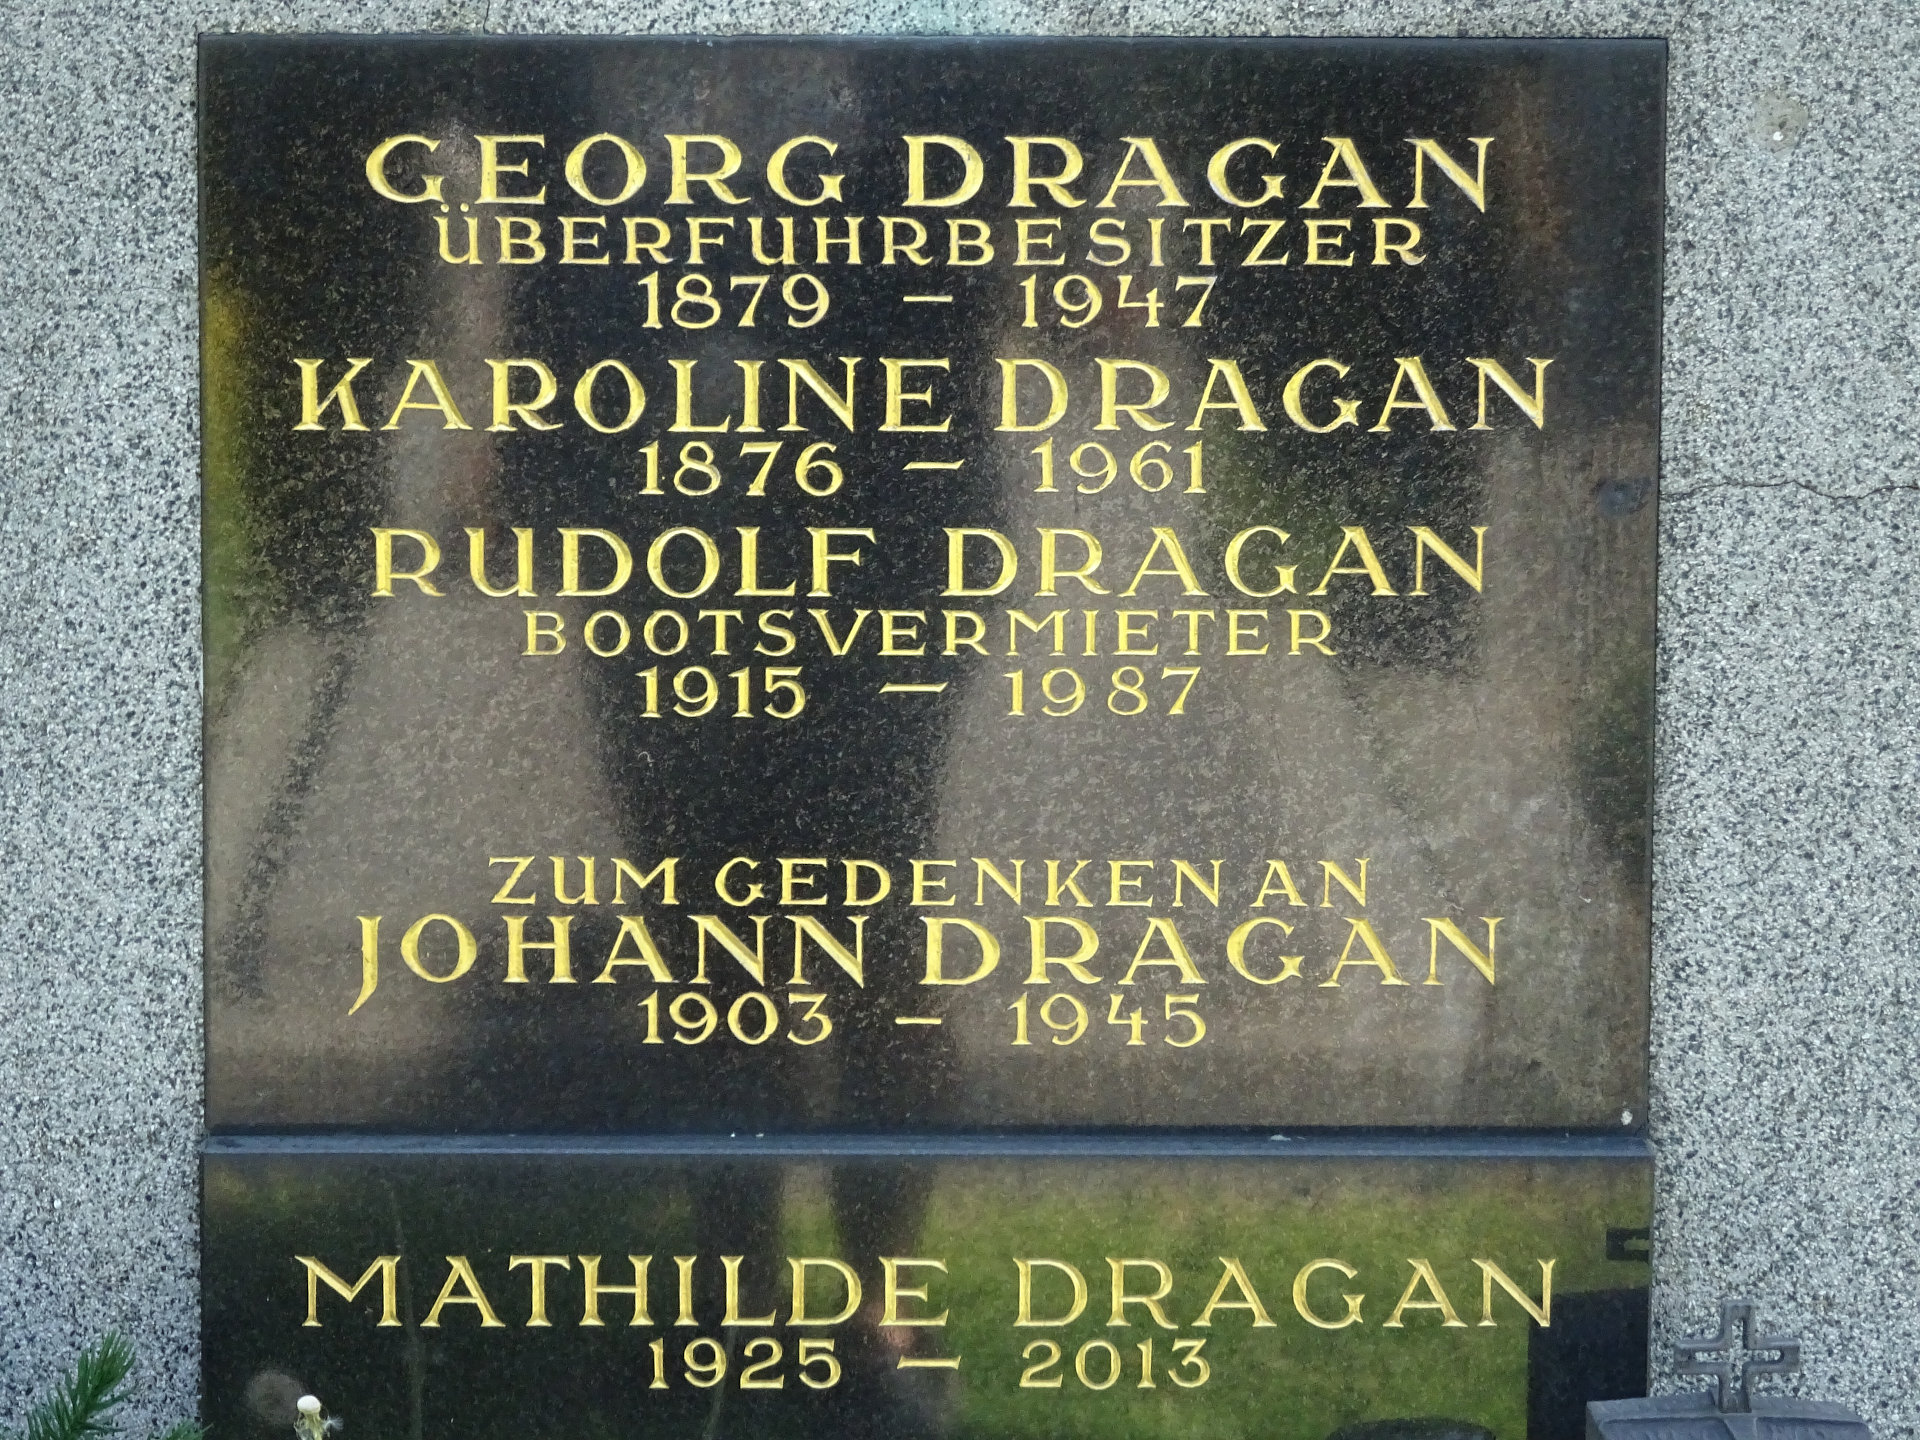 GEORG DRAGAN
ÜBERFUHRBESITZER
1879 – 1947
KAROLINE DRAGAN
1876 – 1961
RUDOLF DRAGAN
BOOTSVERMIETER
1915 – 1987
ZUM GEDENKEN AN
JOHANN DRAGAN
1903 – 1945
MATHILDE DRAGAN
1925 – 2013